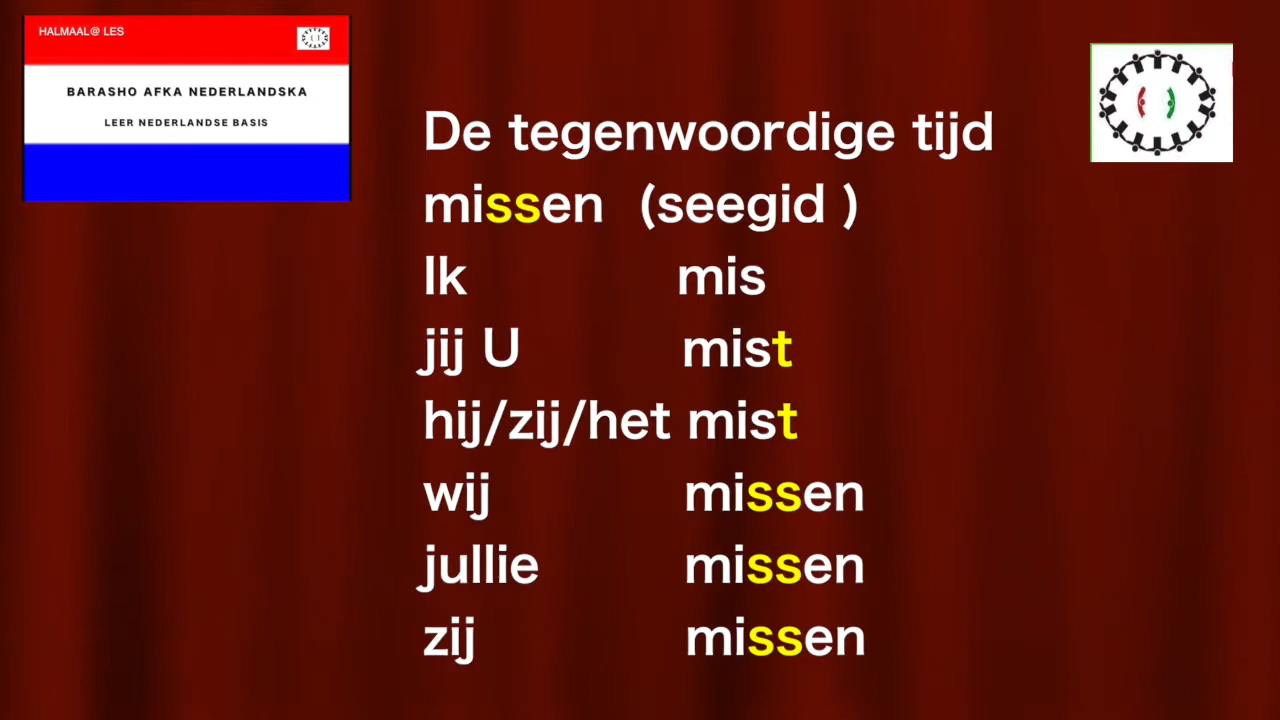 HALMAAL@ LES
BARASHO AFKA NEDERLANDSKA
LEER NEDERLANDSE BASIS
De tegenwoordige tijd
missen (seegid )
Ik mis
jij U mist
hij/zij/het mist
wij missen
jullie missen
zij missen